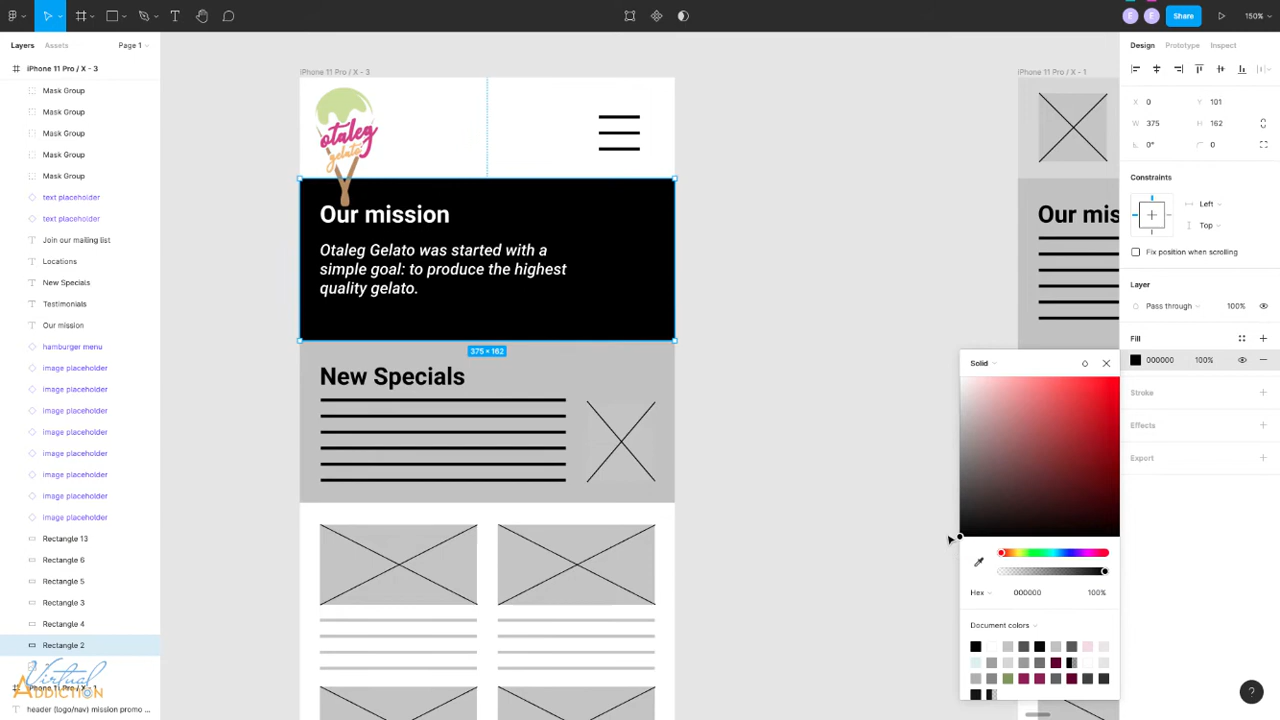 T
Share
150%
Layers
Assets
Page 1
Design
Prototype
Inspect
iPhone 11 Pro / X - 3
Mask Group
Mask Group
Mask Group
Mask Group
Mask Group
text placeholder
text placeholder
T Join our mailing list
T Locations
T New Specials
T Testimonials
T Our mission
hamburger menu
image placeholder
image placeholder
image placeholder
image placeholder
image placeholder
image placeholder
image placeholder
image placeholder
Rectangle 13
Rectangle 6
Rectangle 5
Rectangle 3
Rectangle 4
Rectangle 2
iPhone 11 Pro / X - 1
Virtual
ADDICTION
T header (logo/nav) mission promo ...
iPhone 11 Pro / X - 3
otaleg
gelato
Our mission
Otaleg Gelato was started with a
simple goal: to produce the highest
quality gelato.
375 × 162
New Specials
iPhone 11 Pro / X - 1
Our mis
X 0
Y 101
W 375
H 162
0°
0
Constraints
Left
Top
Fix position when scrolling
Layer
Pass through
100%
Fill
000000
100%
Stroke
Effects
Export
Solid
Hex
000000
100%
Document colors
?